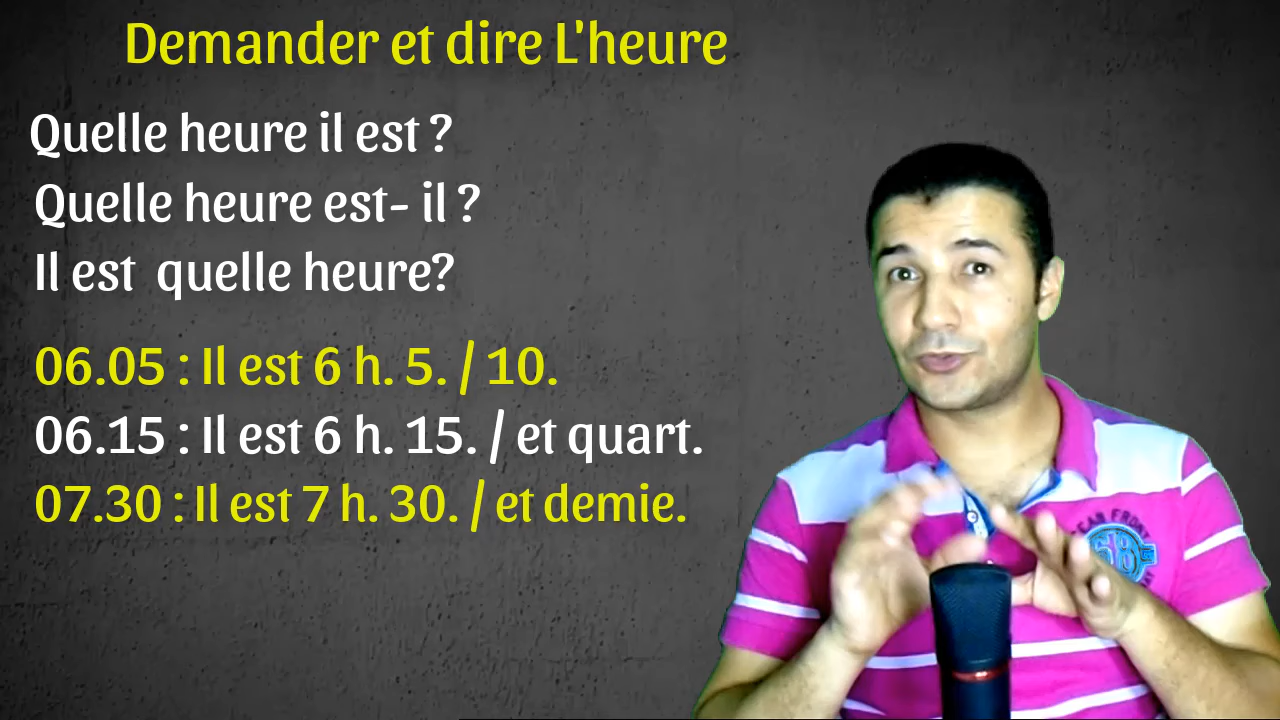 Demander et dire L'heure
Quelle heure il est ?
Quelle heure est- il ?
Il est quelle heure?
06.05 : Il est 6 h. 5. / 10.
06.15 : Il est 6 h. 15. / et quart.
07.30 : Il est 7 h. 30. / et demie.